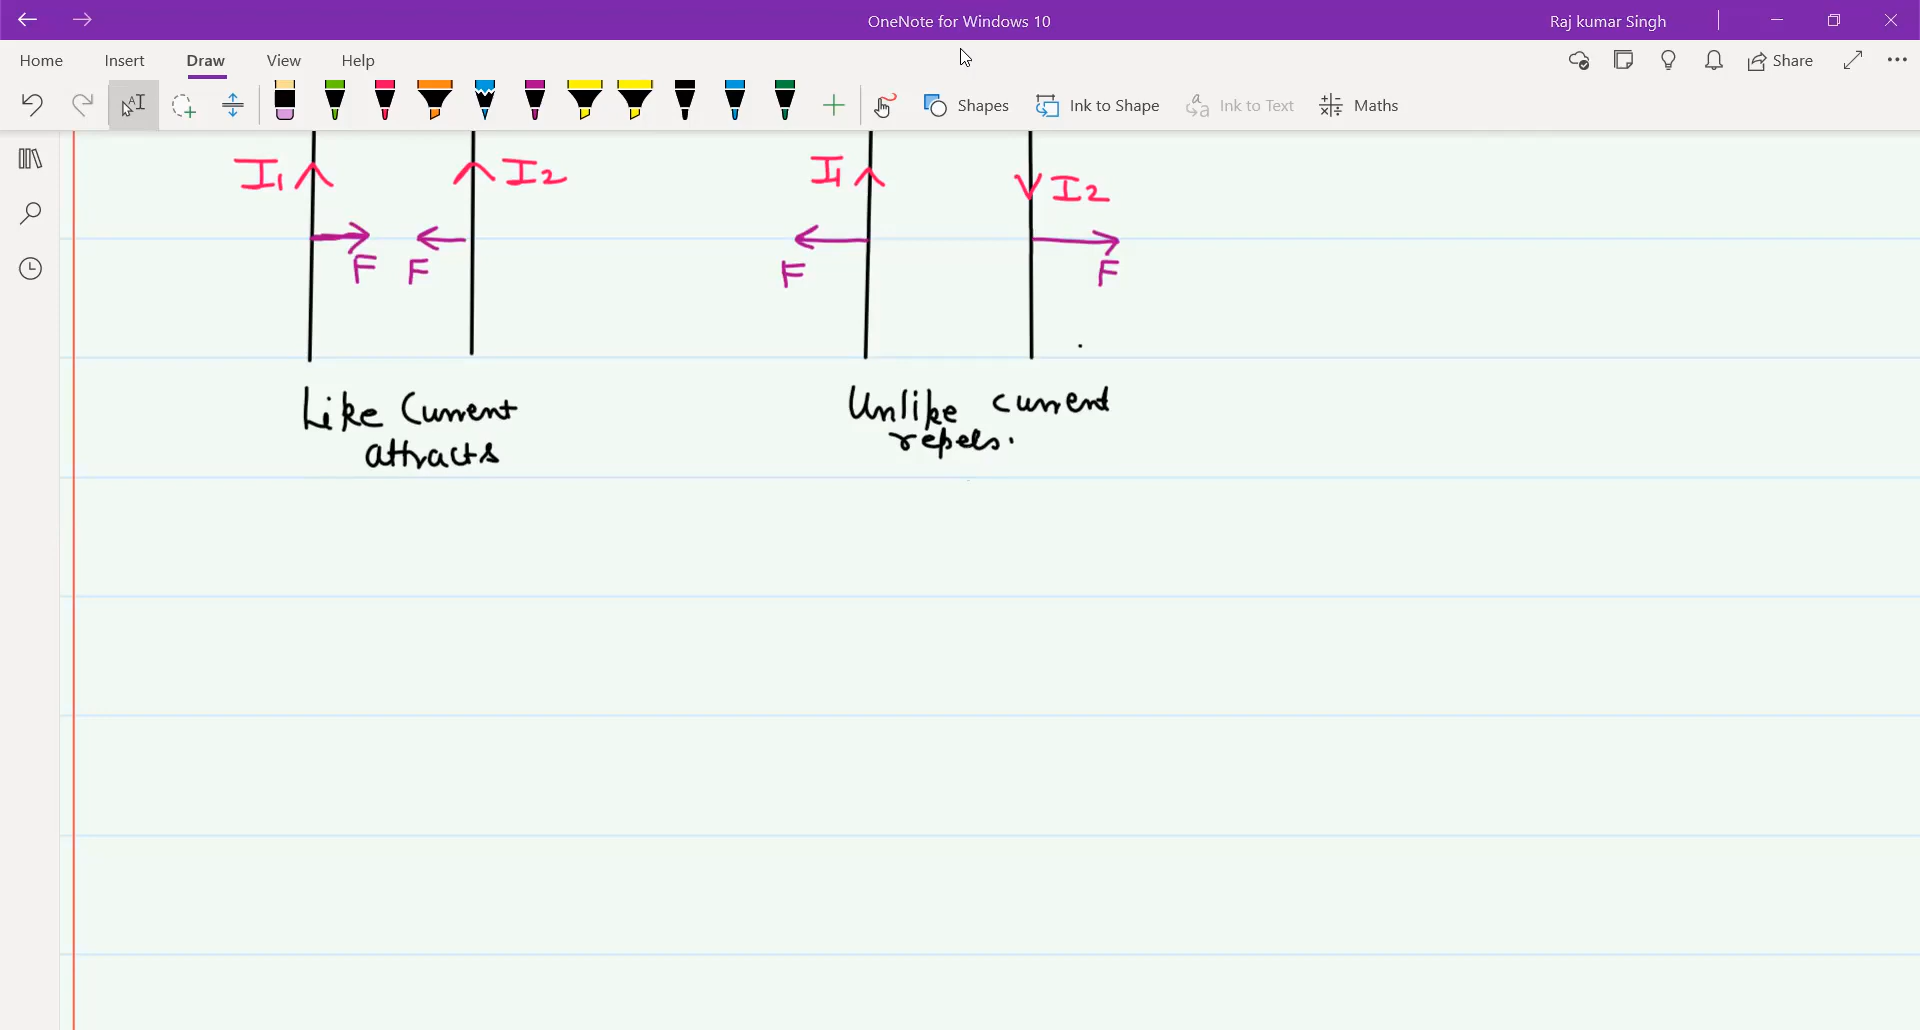 OneNote for Windows 10
Raj kumar Singh
Home Insert Draw View Help
Share
AI
Shapes Ink to Shape Ink to Text Maths
I1 I2 I1 I2
F F F F
Like Current
attracts
Unlike current
repels.